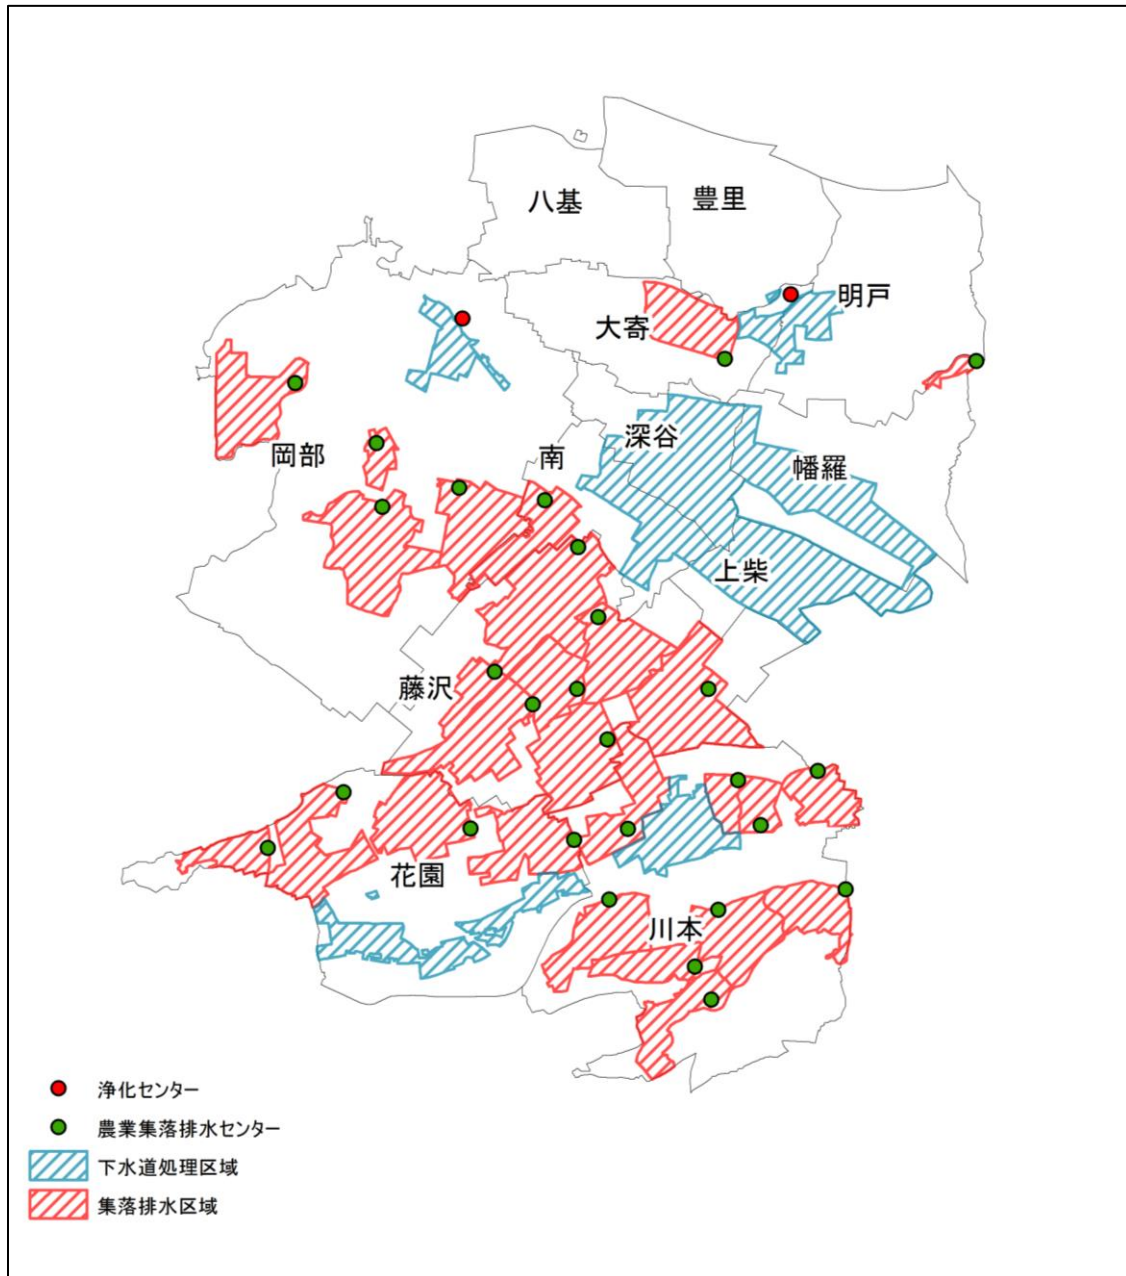 八基
豊里
明戸
大寄
深谷
南
岡部
幡羅
上柴
藤沢
花園
川本
浄化センター
農業集落排水センター
下水道処理区域
集落排水区域